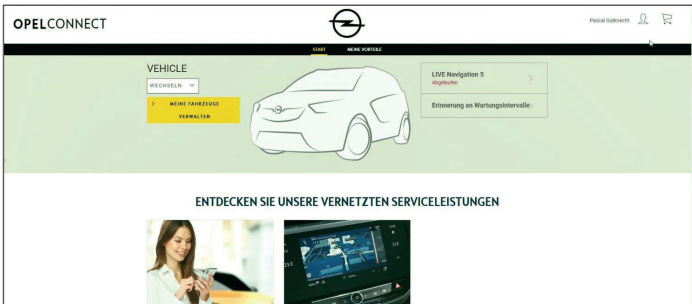 OPELCONNECT
Pascal Gutknecht
START MEINE VORTEILE
VEHICLE
WECHSELN
MEINE FAHRZEUGE
VERWALTEN
LIVE Navigation 5
Abgelaufen
Erinnerung an Wartungsintervalle
ENTDECKEN SIE UNSERE VERNETZTEN SERVICELEISTUNGEN